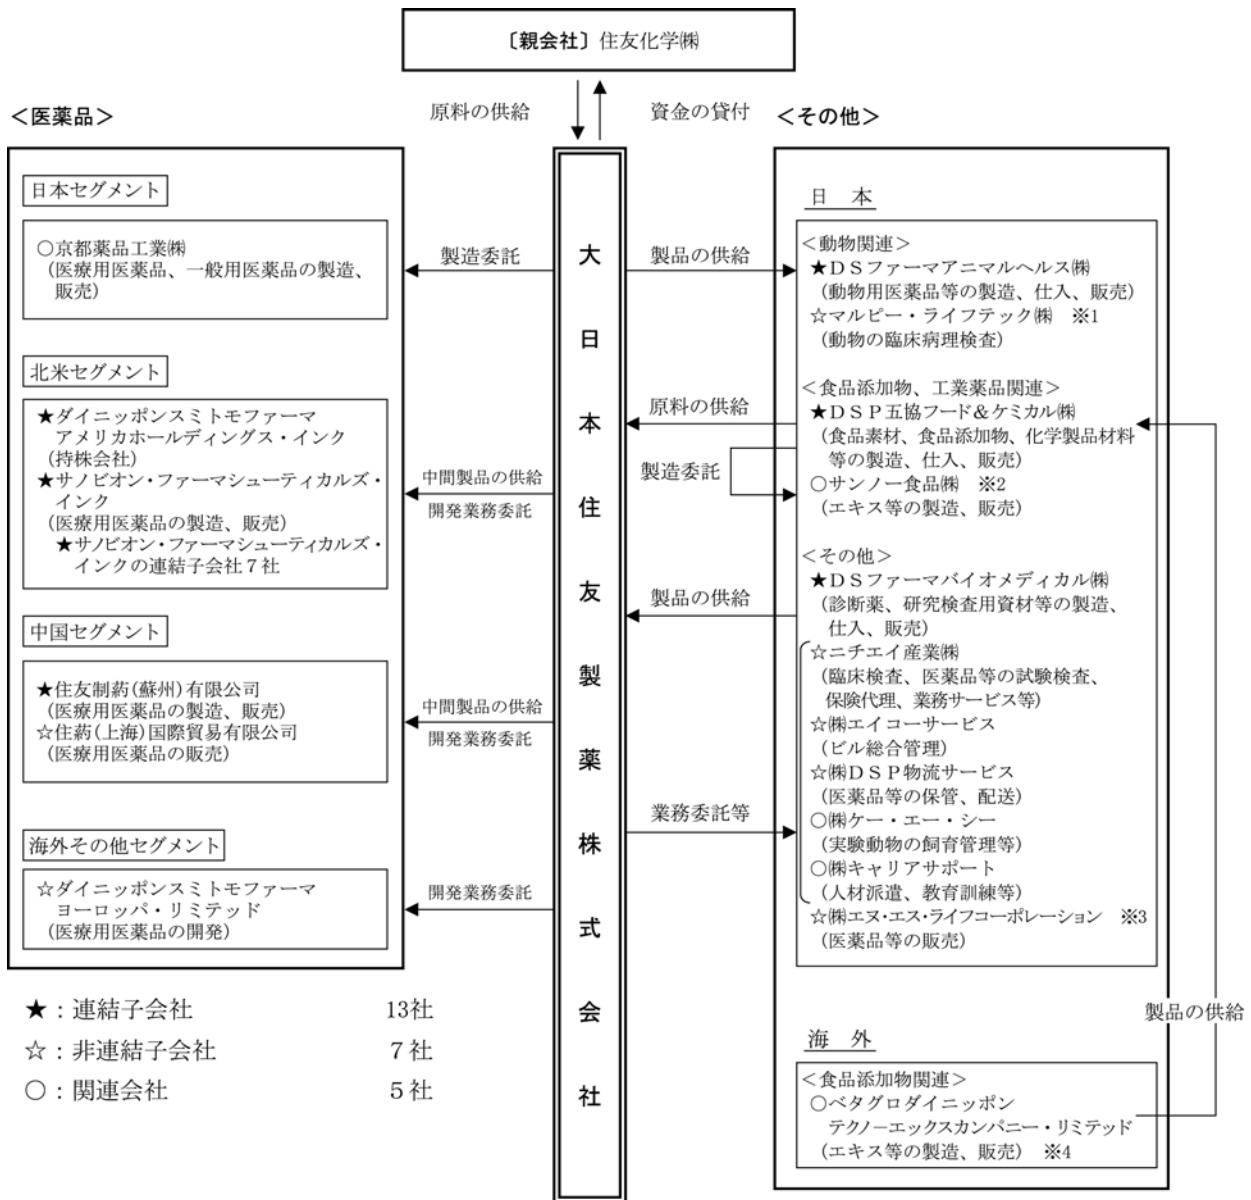 〔親会社〕住友化学㈱
原料の供給
資金の貸付
＜医薬品＞
日本セグメント
○京都薬品工業㈱
(医療用医薬品、一般用医薬品の製造、
販売)
北米セグメント
★ダイニッポンスミトモファーマ
アメリカホールディングス・インク
(持株会社)
★サノビオン・ファーマシューティカルズ・
インク
(医療用医薬品の製造、販売)
★サノビオン・ファーマシューティカルズ・
インクの連結子会社７社
中国セグメント
★住友制葯(蘇州)有限公司
(医療用医薬品の製造、販売)
☆住葯(上海)国際貿易有限公司
(医療用医薬品の販売)
海外その他セグメント
☆ダイニッポンスミトモファーマ
ヨーロッパ・リミテッド
(医療用医薬品の開発)
製造委託
中間製品の供給
開発業務委託
中間製品の供給
開発業務委託
開発業務委託
大日本住友製薬株式会社
製品の供給
原料の供給
製造委託
製品の供給
業務委託等
＜その他＞
日　本
＜動物関連＞
★ＤＳファーマアニマルヘルス㈱
(動物用医薬品等の製造、仕入、販売)
☆マルピー・ライフテック㈱　※1
(動物の臨床病理検査)
＜食品添加物、工業薬品関連＞
★ＤＳＰ五協フード＆ケミカル㈱
(食品素材、食品添加物、化学製品材料
等の製造、仕入、販売)
○サンノー食品㈱　※2
(エキス等の製造、販売)
＜その他＞
★ＤＳファーマバイオメディカル㈱
(診断薬、研究検査用資材等の製造、
仕入、販売)
☆ニチエイ産業㈱
(臨床検査、医薬品等の試験検査、
保険代理、業務サービス等)
☆㈱エイコーサービス
(ビル総合管理)
☆㈱ＤＳＰ物流サービス
(医薬品等の保管、配送)
○㈱ケー・エー・シー
(実験動物の飼育管理等)
○㈱キャリアサポート
(人材派遣、教育訓練等)
☆㈱エヌ・エス・ライフコーポレーション　※3
(医薬品等の販売)
製品の供給
海　外
＜食品添加物関連＞
○ベタグロダイニッポン
テクノ－エックスカンパニー・リミテッド
(エキス等の製造、販売)　※4
★：連結子会社　13社
☆：非連結子会社　７社
○：関連会社　５社